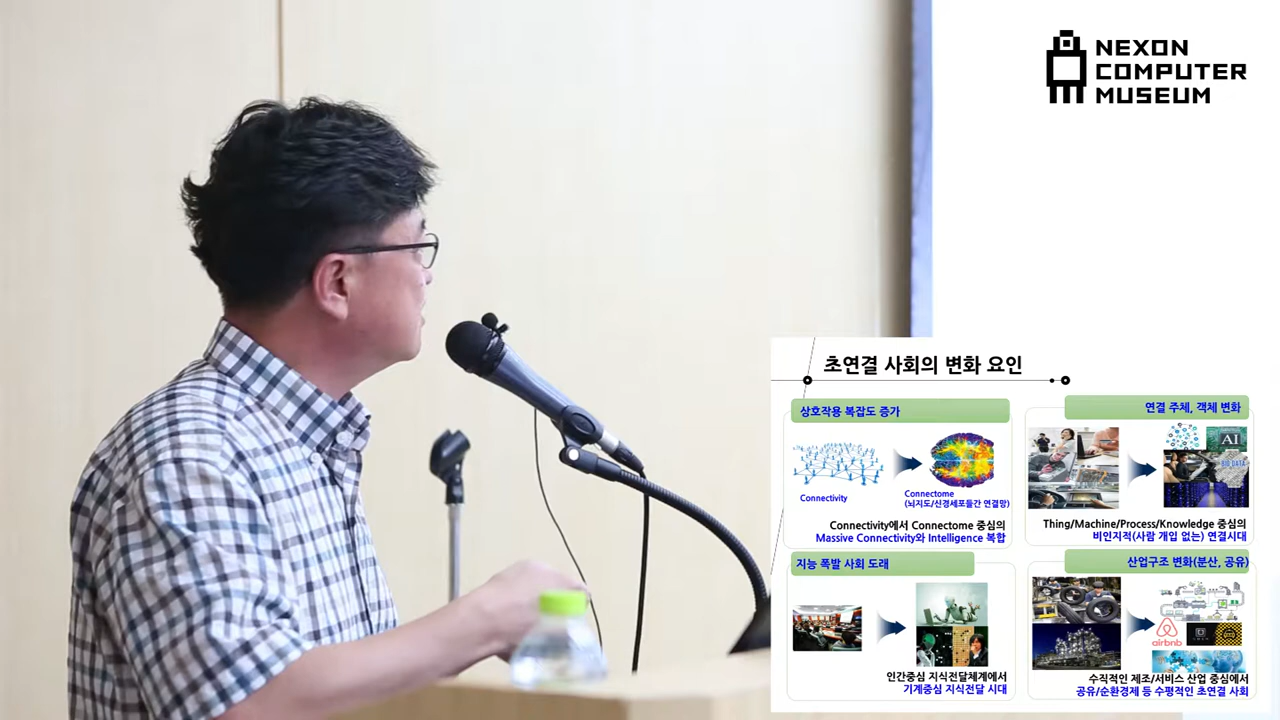 NEXON
COMPUTER
MUSEUM
초연결 사회의 변화 요인
상호작용 복잡도 증가
Connectivity
Connectome
(뇌지도/신경세포들간 연결망)
Connectivity에서 Connectome 중심의
Massive Connectivity와 Intelligence 복합
연결 주체, 객체 변화
AI
BIG DATA
Thing/Machine/Process/Knowledge 중심의
비인지적(사람 개입 없는) 연결시대
지능 폭발 사회 도래
인간중심 지식전달체계에서
기계중심 지식전달 시대
산업구조 변화(분산, 공유)
airbnb
수직적인 제조/서비스 산업 중심에서
공유/순환경제 등 수평적인 초연결 사회